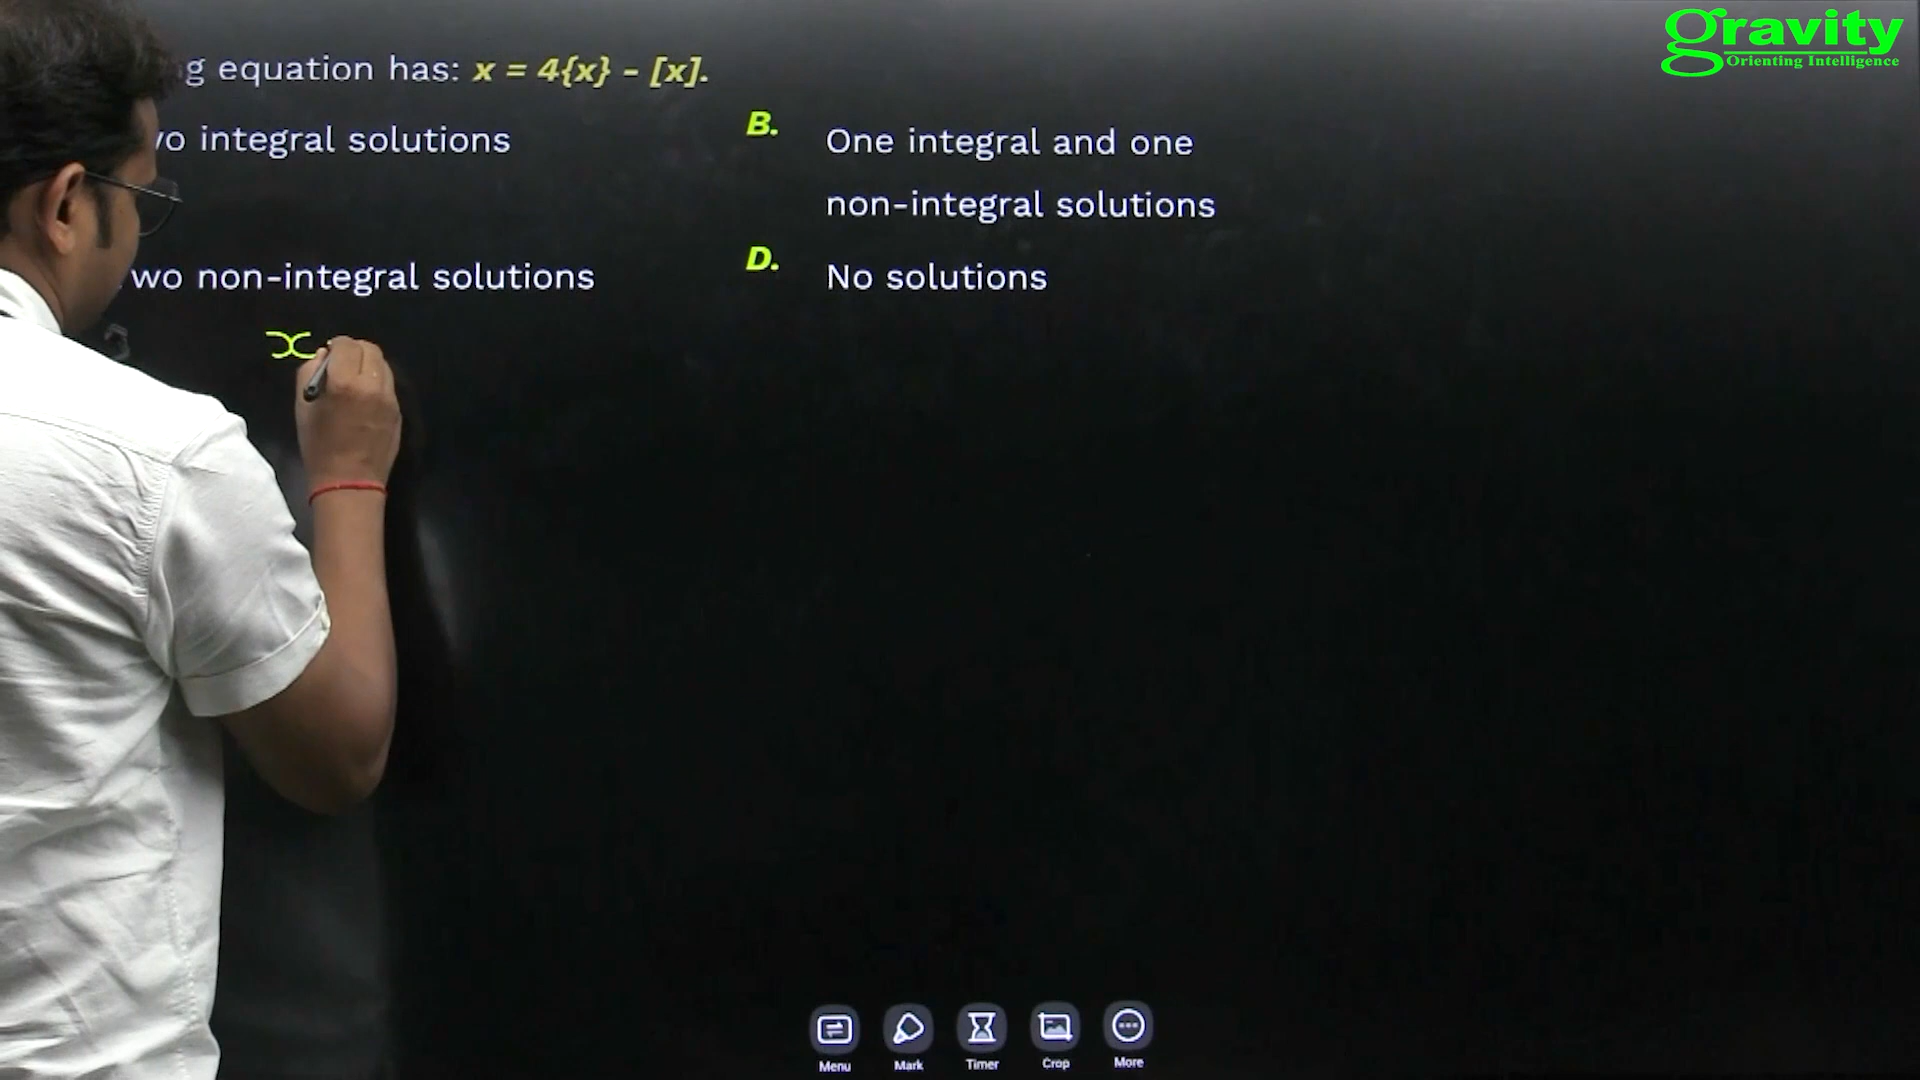 gravity
Orienting Intelligence
equation has: x = 4{x} - [x].
integral solutions
B. One integral and one
non-integral solutions
non-integral solutions
D. No solutions
x
Menu Mark Timer Crop More